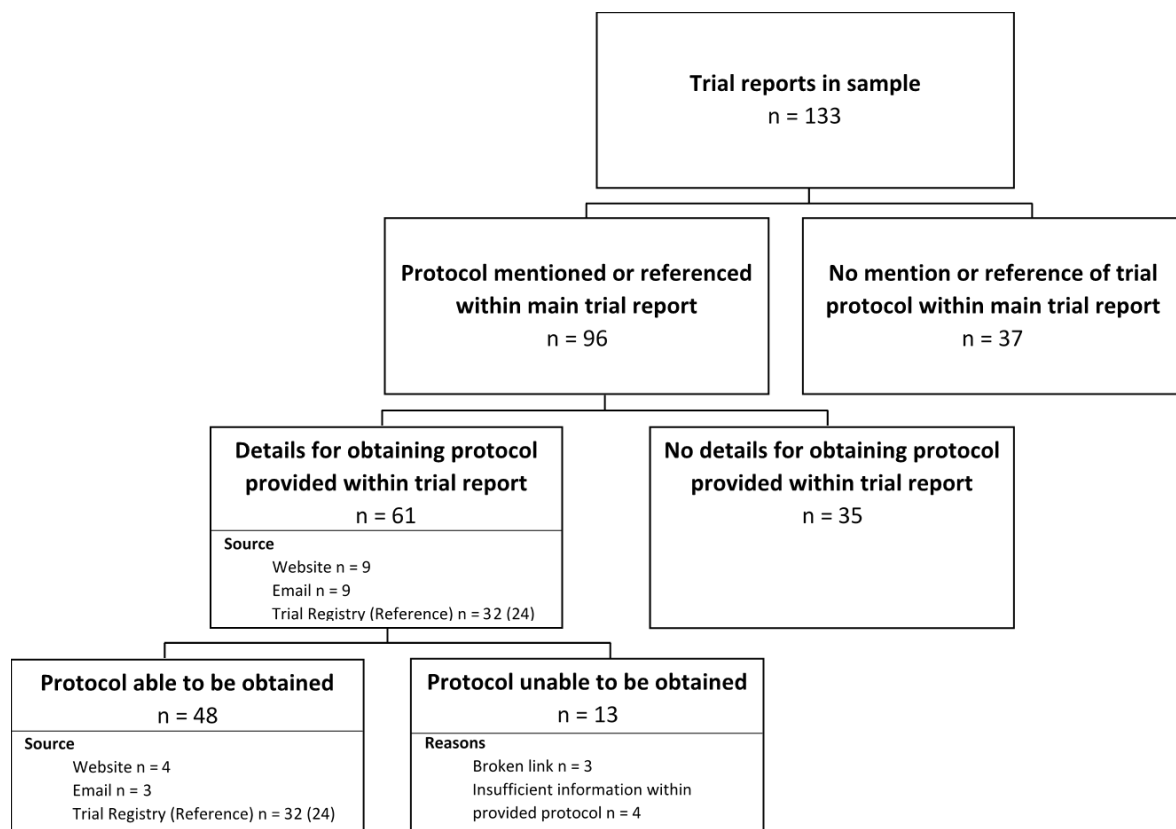 Trial reports in sample
n = 133
Protocol mentioned or referenced
within main trial report
n = 96
No mention or reference of trial
protocol within main trial report
n = 37
Details for obtaining protocol
provided within trial report
n = 61
Source
Website n = 9
Email n = 9
Trial Registry (Reference) n = 32 (24)
No details for obtaining protocol
provided within trial report
n = 35
Protocol able to be obtained
n = 48
Source
Website n = 4
Email n = 3
Trial Registry (Reference) n = 32 (24)
Protocol unable to be obtained
n = 13
Reasons
Broken link n = 3
Insufficient information within
provided protocol n = 4